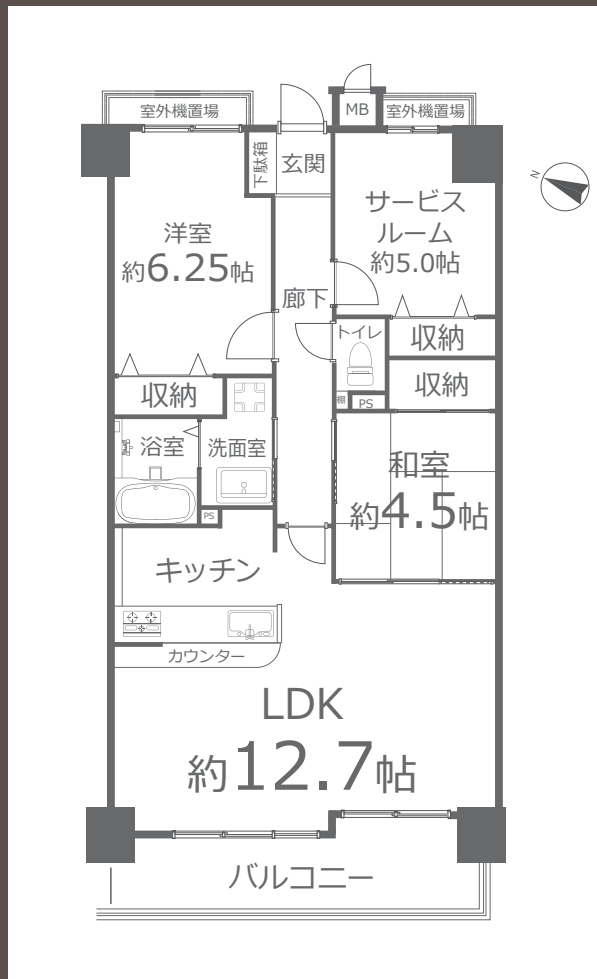 室外機置場
MB
室外機置場
下駄箱
玄関
N
洋室
約6.25帖
サービス
ルーム
約5.0帖
廊下
トイレ
収納
収納
収納
棚
PS
浴室
洗面室
和室
約4.5帖
PS
キッチン
カウンター
LDK
約12.7帖
バルコニー